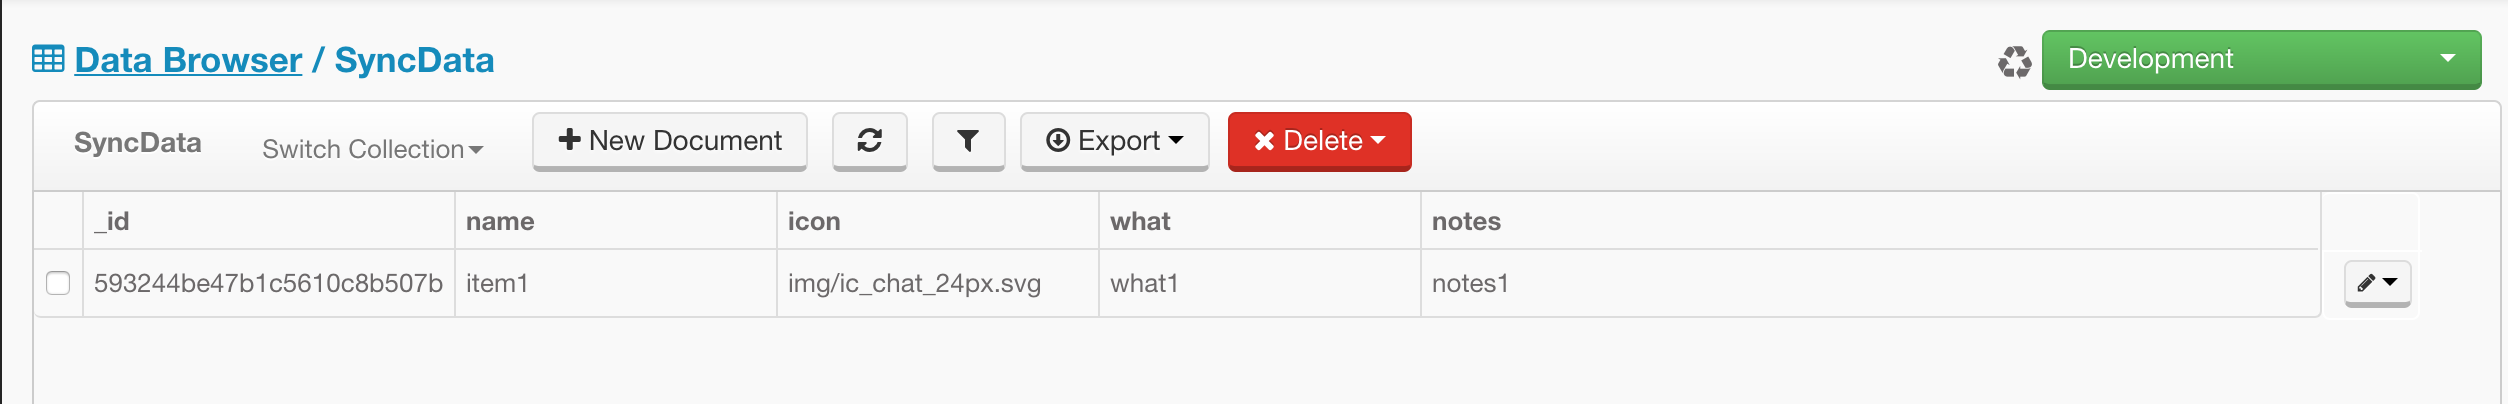 Data Browser / SyncData
Development
SyncData Switch Collection New Document Export Delete
_id name icon what notes
593244be47b1c5610c8b507b item1 img/ic_chat_24px.svg what1 notes1